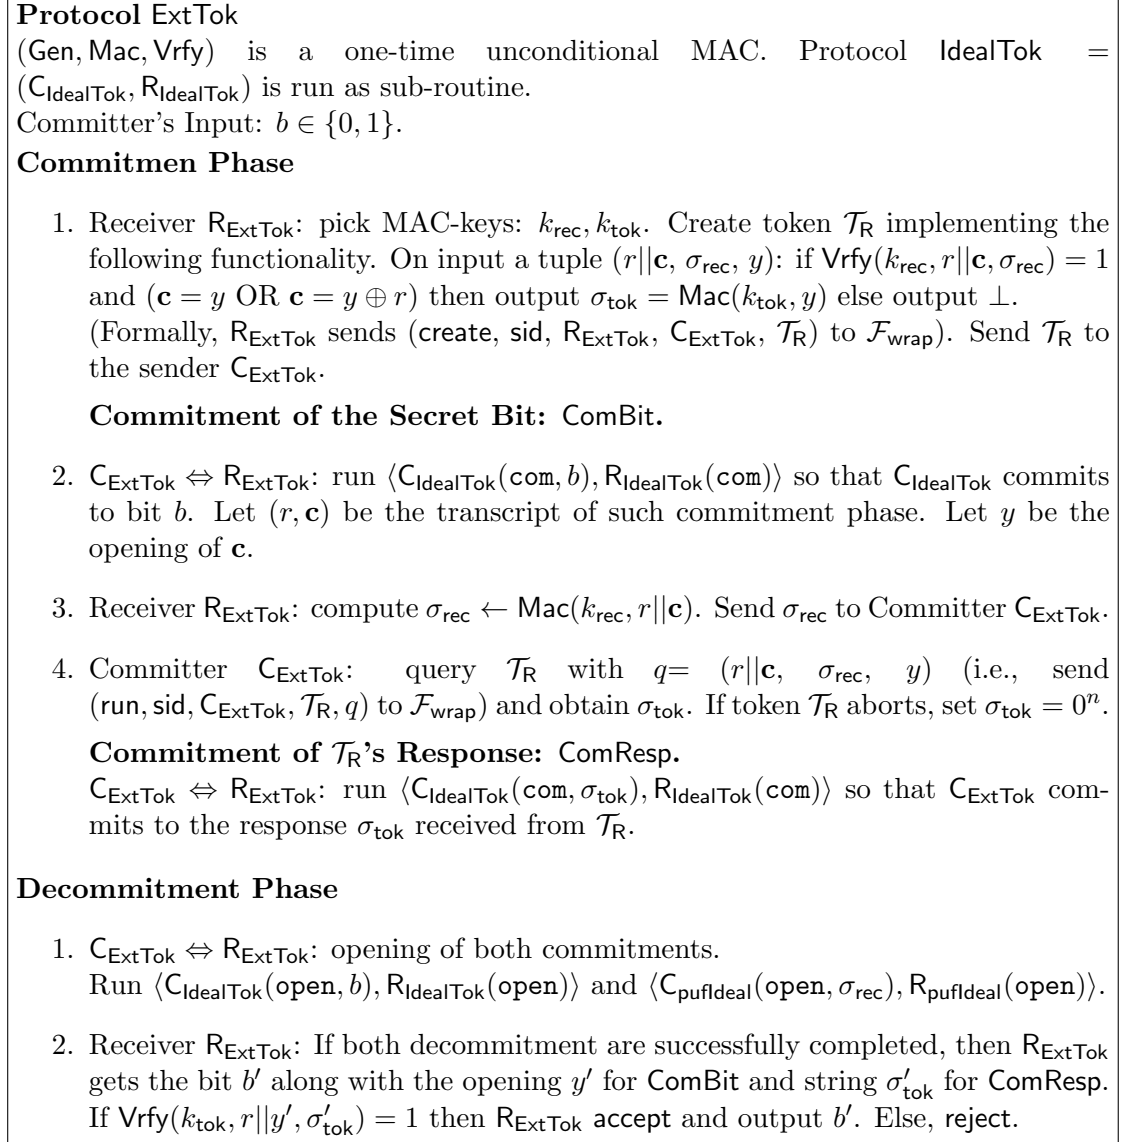 Protocol ExtTok
(Gen, Mac, Vrfy) is a one-time unconditional MAC. Protocol IdealTok =
(C_IdealTok, R_IdealTok) is run as sub-routine.
Committer's Input: b ∈ {0, 1}.
Commitmen Phase
1. Receiver R_ExtTok: pick MAC-keys: k_rec, k_tok. Create token 𝒯_R implementing the
following functionality. On input a tuple (r||c, σ_rec, y): if Vrfy(k_rec, r||c, σ_rec) = 1
and (c = y OR c = y ⊕ r) then output σ_tok = Mac(k_tok, y) else output ⊥.
(Formally, R_ExtTok sends (create, sid, R_ExtTok, C_ExtTok, 𝒯_R) to ℱ_wrap). Send 𝒯_R to
the sender C_ExtTok.
Commitment of the Secret Bit: ComBit.
2. C_ExtTok ⇔ R_ExtTok: run ⟨C_IdealTok(com, b), R_IdealTok(com)⟩ so that C_IdealTok commits
to bit b. Let (r, c) be the transcript of such commitment phase. Let y be the
opening of c.
3. Receiver R_ExtTok: compute σ_rec ← Mac(k_rec, r||c). Send σ_rec to Committer C_ExtTok.
4. Committer C_ExtTok: query 𝒯_R with q= (r||c, σ_rec, y) (i.e., send
(run, sid, C_ExtTok, 𝒯_R, q) to ℱ_wrap) and obtain σ_tok. If token 𝒯_R aborts, set σ_tok = 0^n.
Commitment of 𝒯_R's Response: ComResp.
C_ExtTok ⇔ R_ExtTok: run ⟨C_IdealTok(com, σ_tok), R_IdealTok(com)⟩ so that C_ExtTok com-
mits to the response σ_tok received from 𝒯_R.
Decommitment Phase
1. C_ExtTok ⇔ R_ExtTok: opening of both commitments.
Run ⟨C_IdealTok(open, b), R_IdealTok(open)⟩ and ⟨C_pufIdeal(open, σ_rec), R_pufIdeal(open)⟩.
2. Receiver R_ExtTok: If both decommitment are successfully completed, then R_ExtTok
gets the bit b′ along with the opening y′ for ComBit and string σ′_tok for ComResp.
If Vrfy(k_tok, r||y′, σ′_tok) = 1 then R_ExtTok accept and output b′. Else, reject.